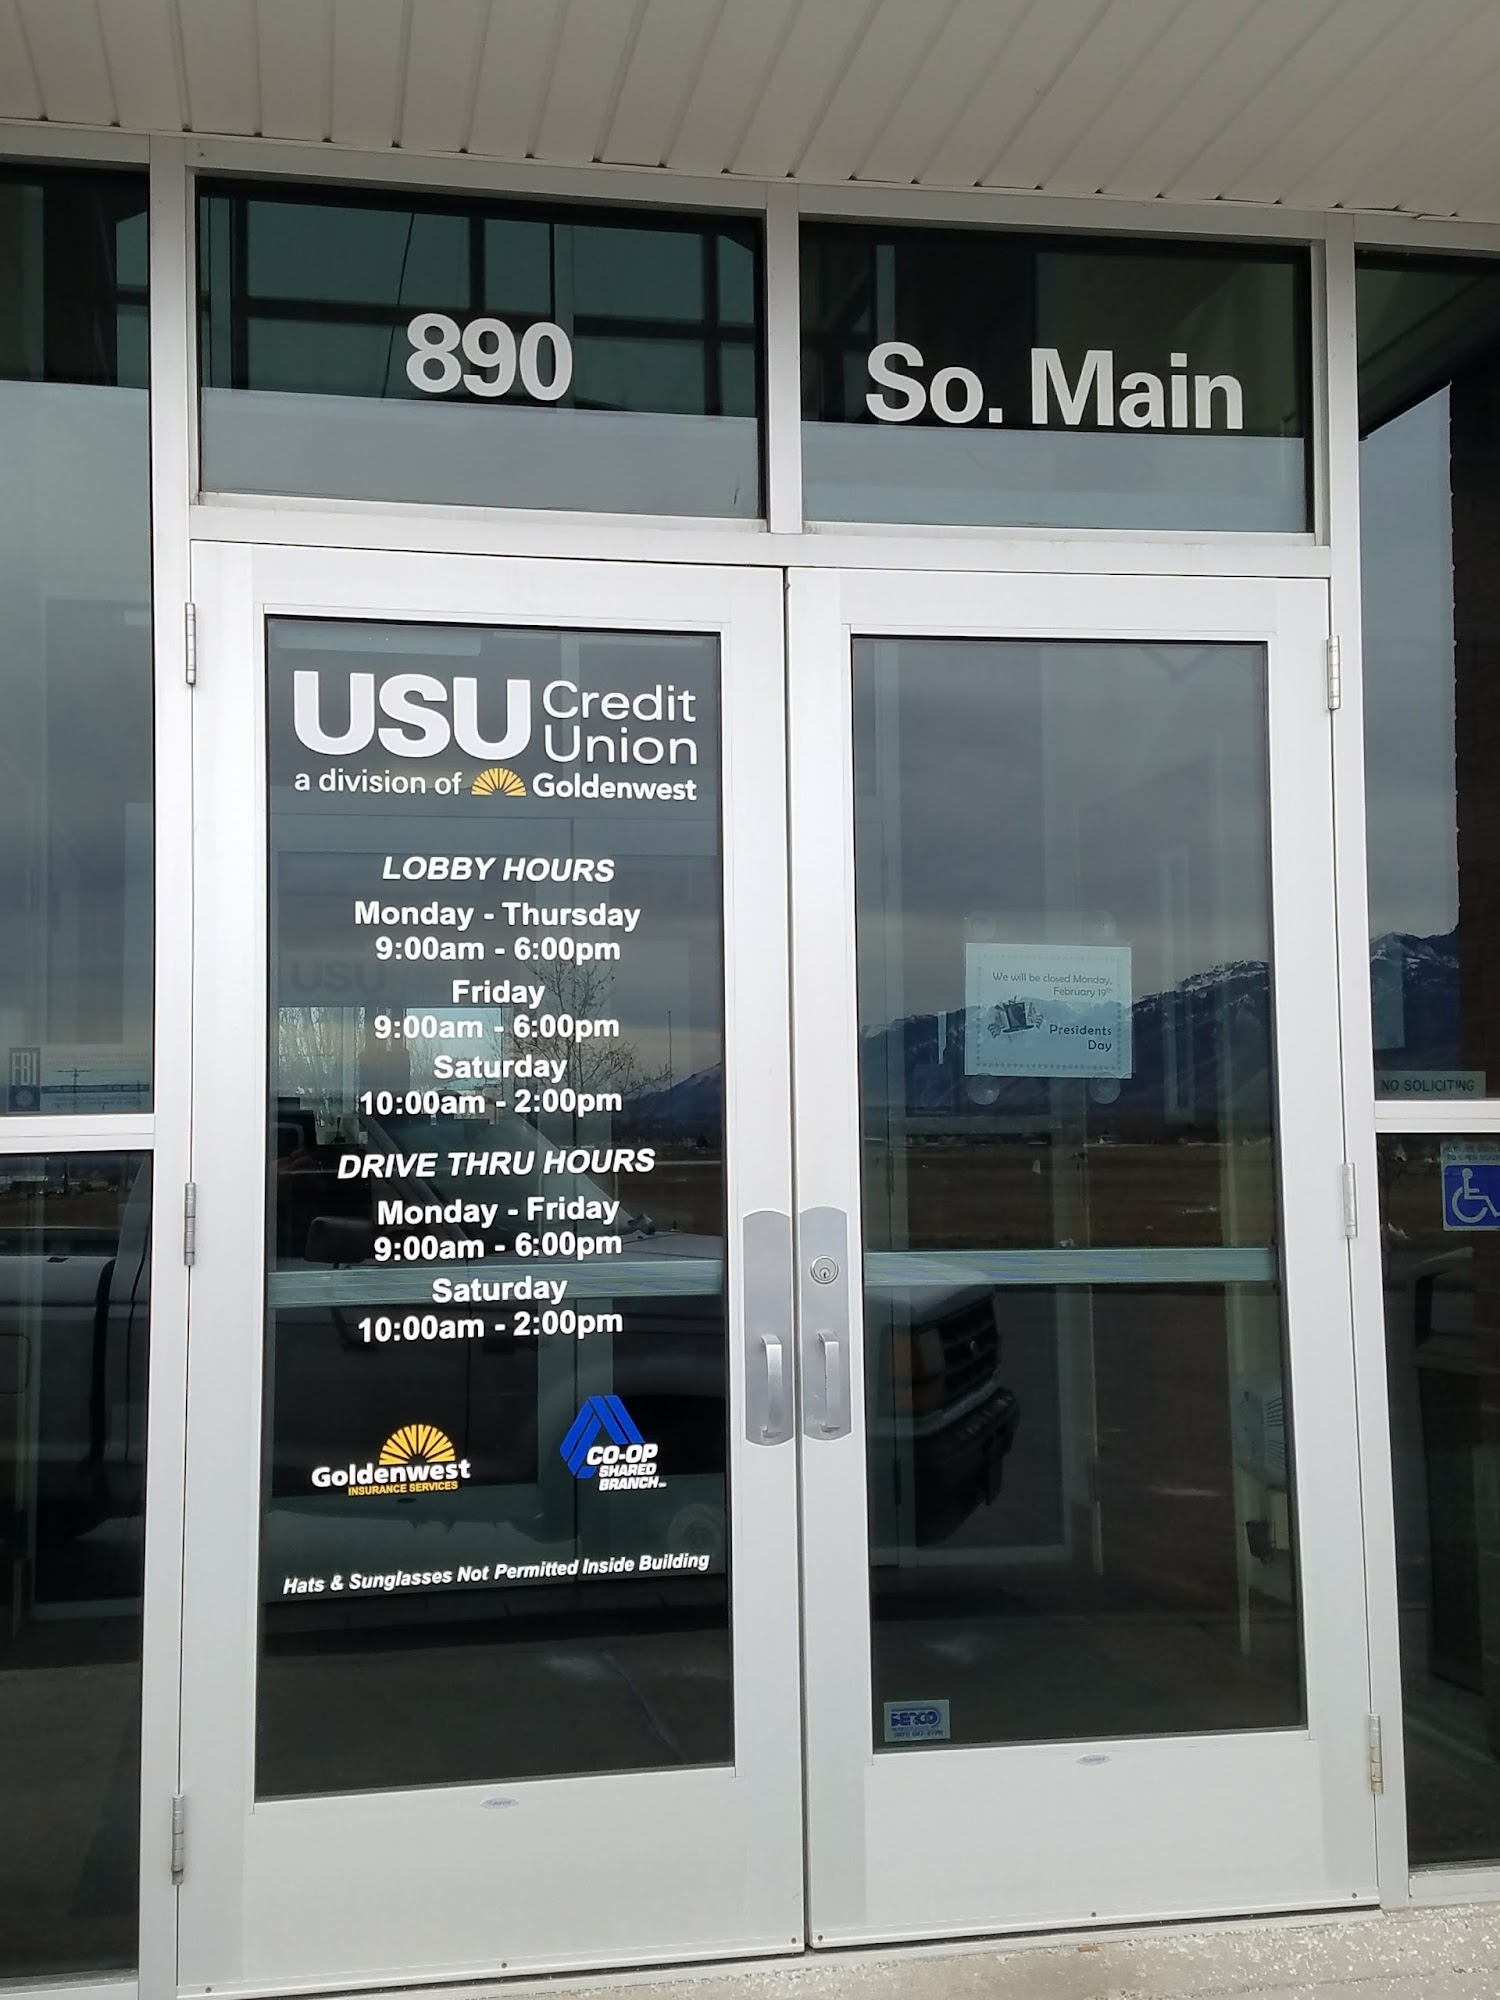 890
So. Main
USU Credit
Union
a division of Goldenwest
LOBBY HOURS
Monday - Thursday
9:00am - 6:00pm
Friday
9:00am - 6:00pm
Saturday
10:00am - 2:00pm
DRIVE THRU HOURS
Monday - Friday
9:00am - 6:00pm
Saturday
10:00am - 2:00pm
Goldenwest
INSURANCE SERVICES
CO-OP
SHARED
BRANCH
Hats & Sunglasses Not Permitted Inside Building
We will be closed Monday,
February 19th
Presidents
Day
NO SOLICITING
FBI
USU
SERCO